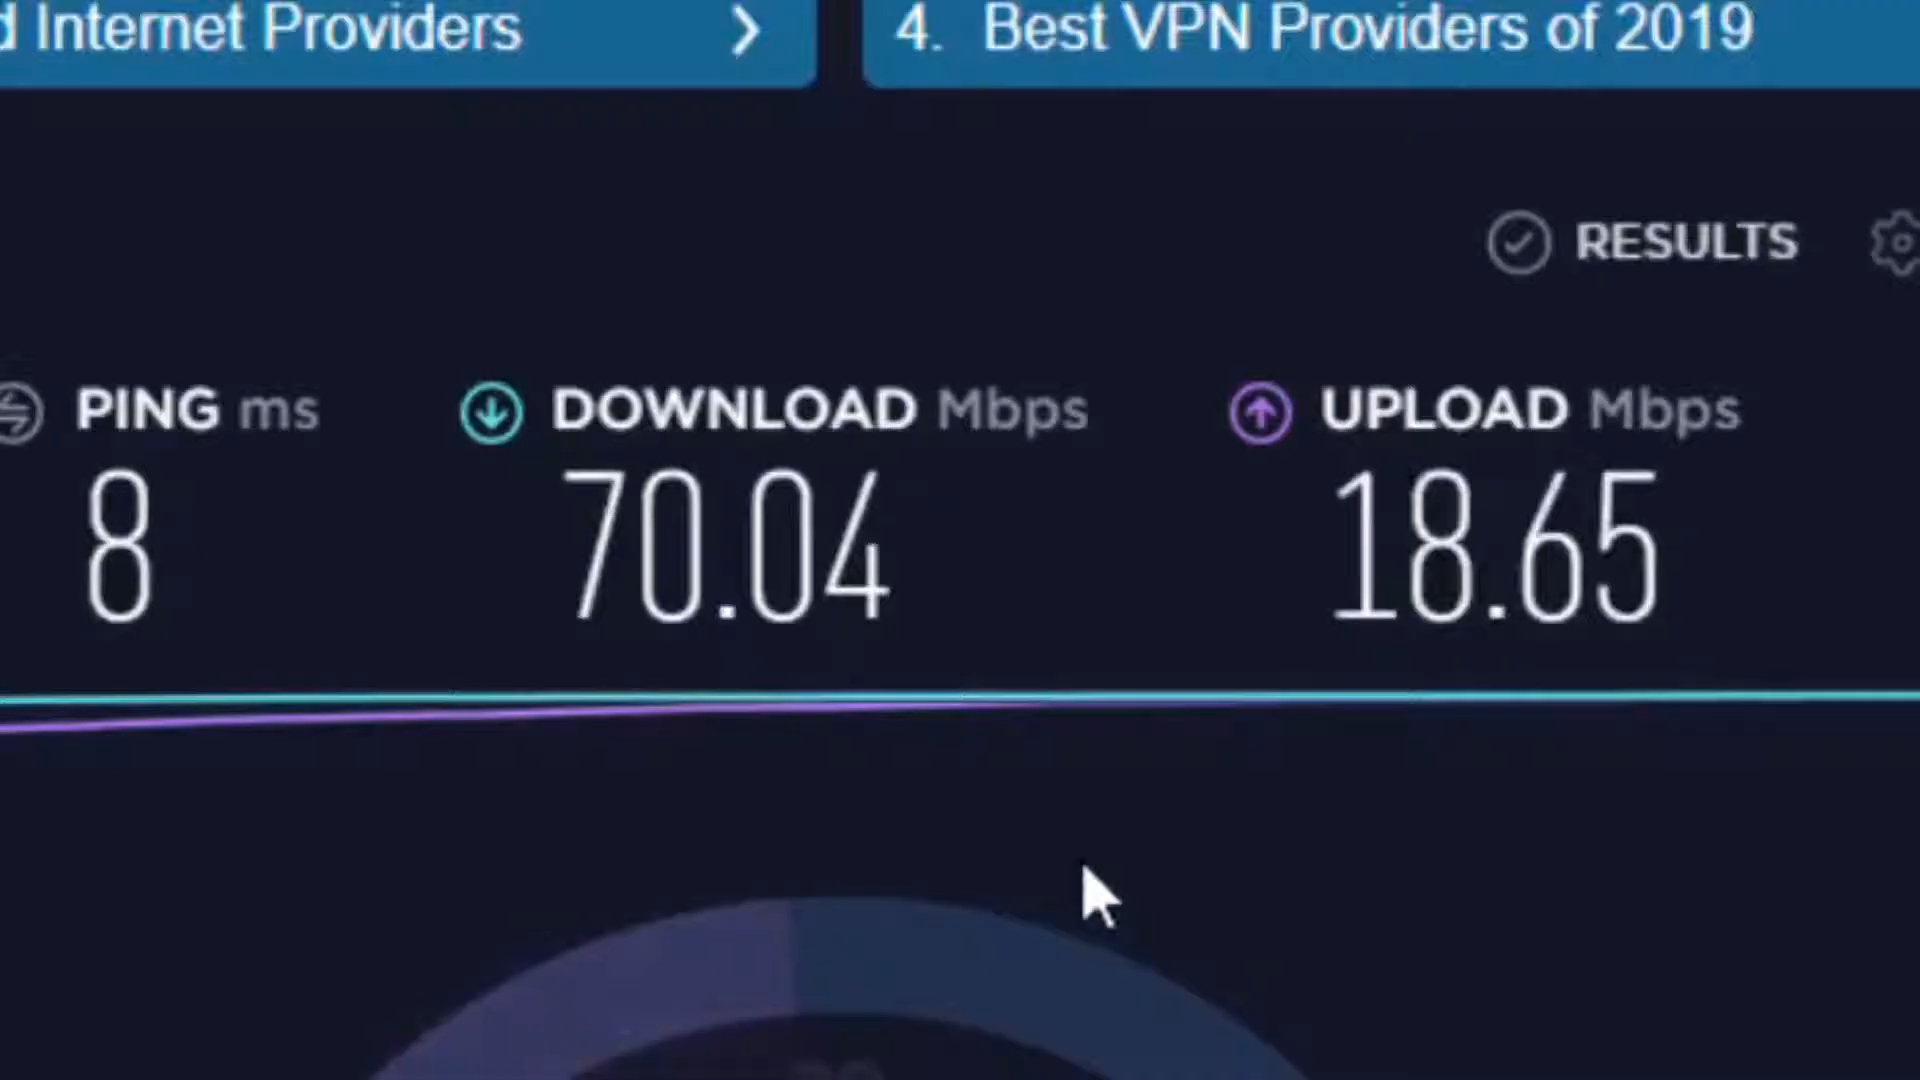 d Internet Providers
4. Best VPN Providers of 2019
RESULTS
PING ms
DOWNLOAD Mbps
UPLOAD Mbps
8
70.04
18.65